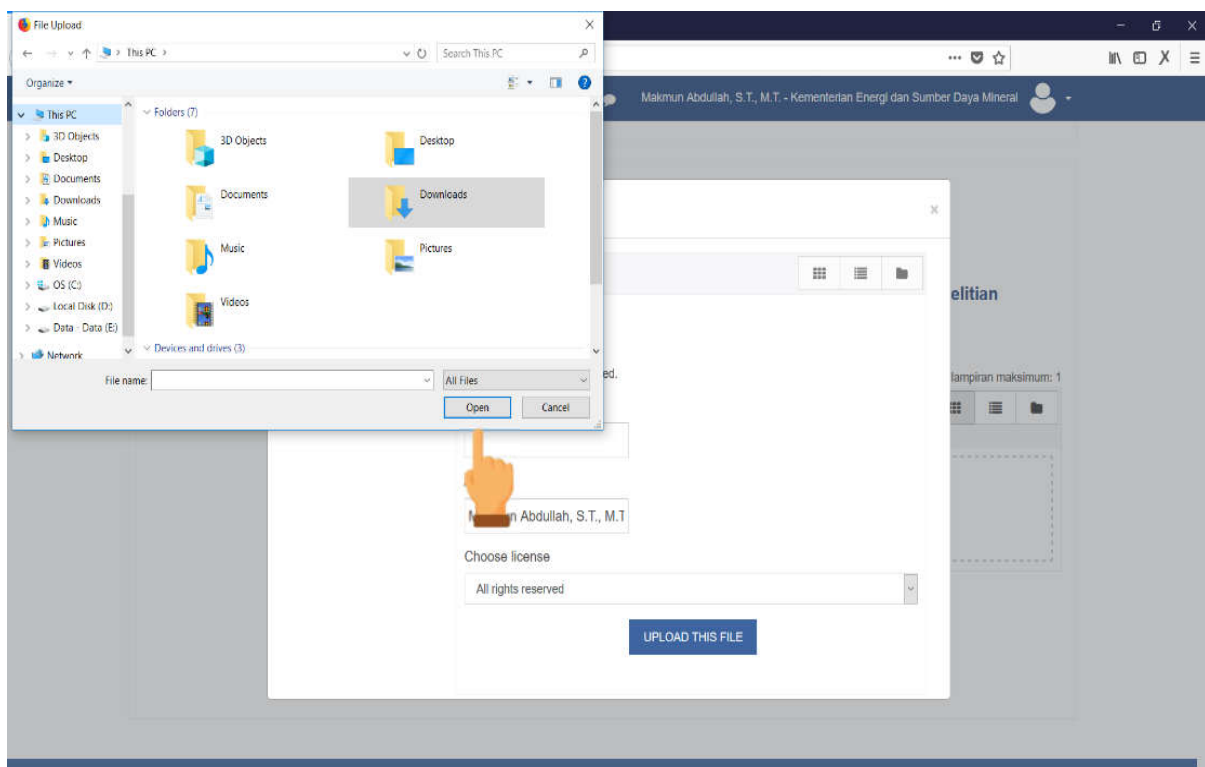 File Upload
This PC
Search This PC
Organize
Makmun Abdullah, S.T., M.T. - Kementerian Energi dan Sumber Daya Mineral
This PC
3D Objects
Desktop
Documents
Downloads
Music
Pictures
Videos
OS (C:)
Local Disk (D:)
Data - Data (E:)
Network
Folders (7)
3D Objects
Desktop
Documents
Downloads
Music
Pictures
Videos
Devices and drives (3)
File name:
All Files
Open
Cancel
elitian
ed.
lampiran maksimum: 1
n Abdullah, S.T., M.T
Choose license
All rights reserved
UPLOAD THIS FILE